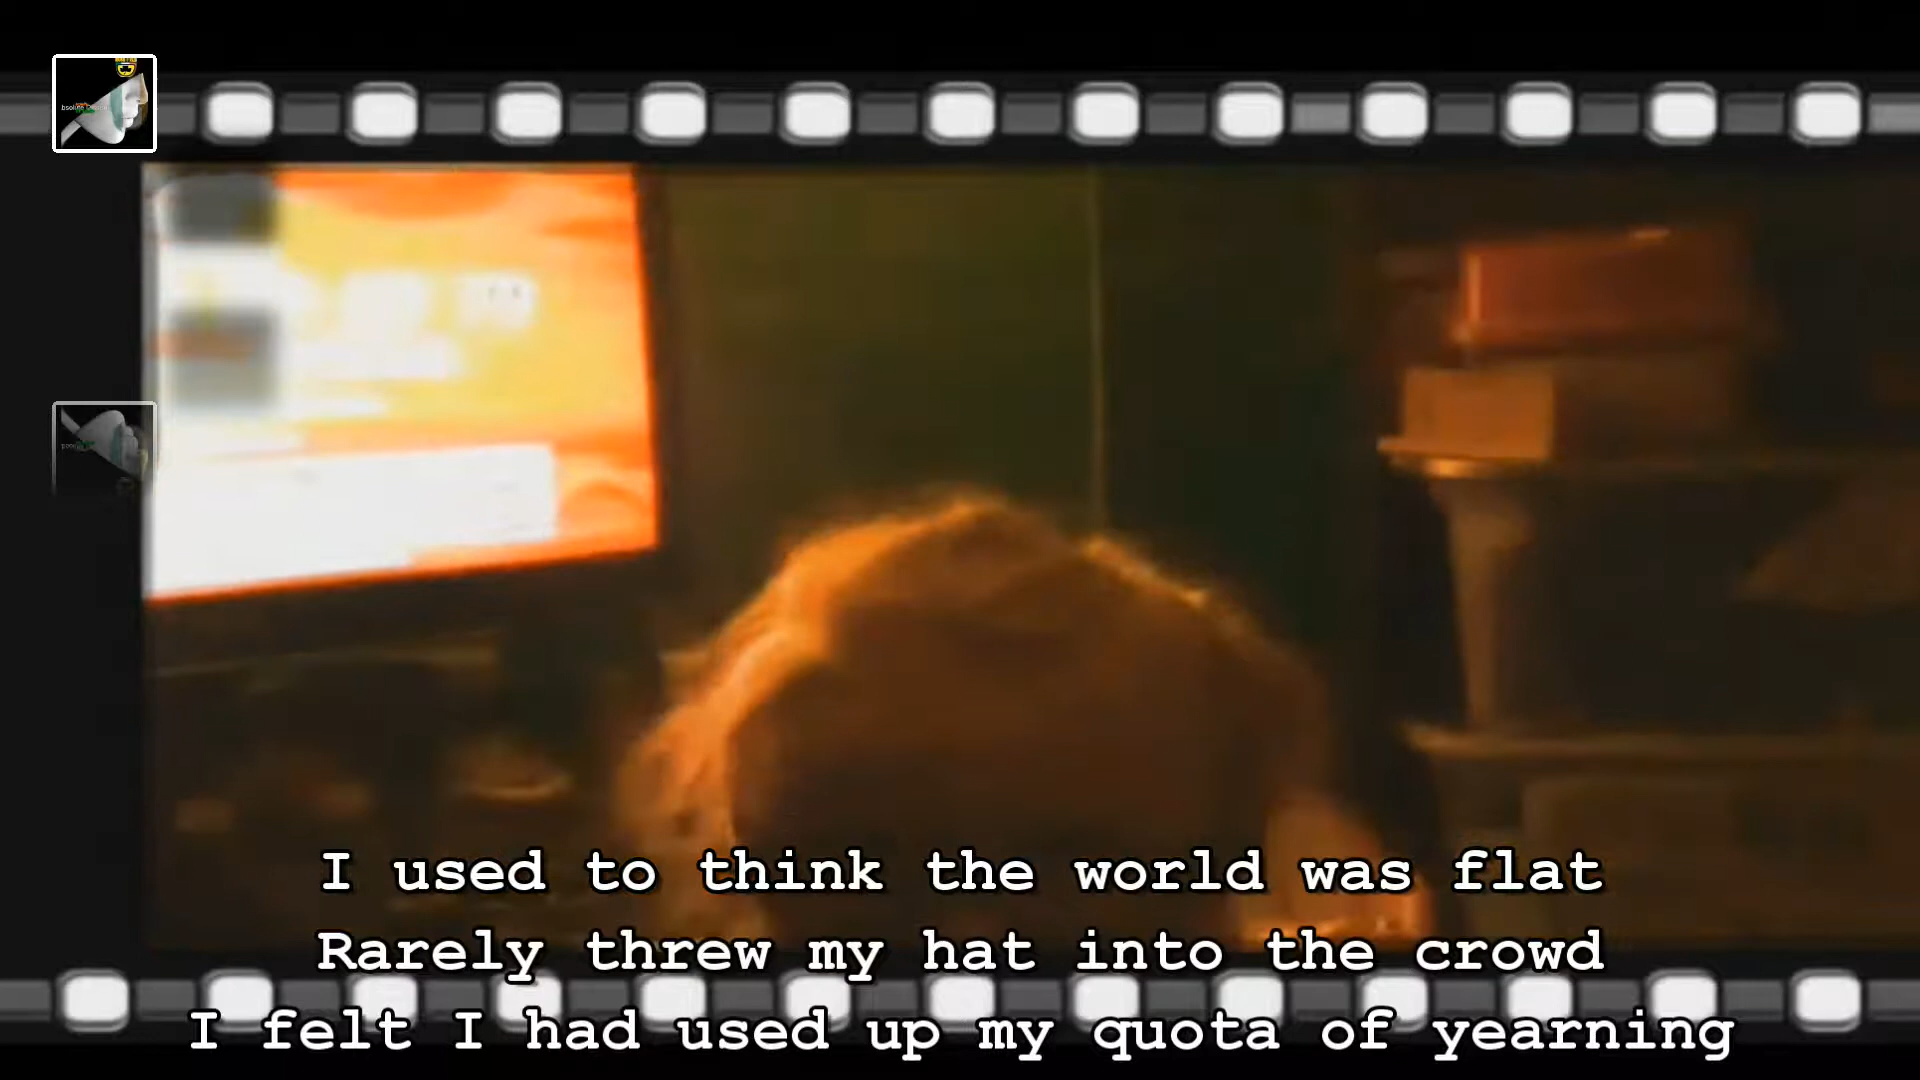 I used to think the world was flat
Rarely threw my hat into the crowd
I felt I had used up my quota of yearning